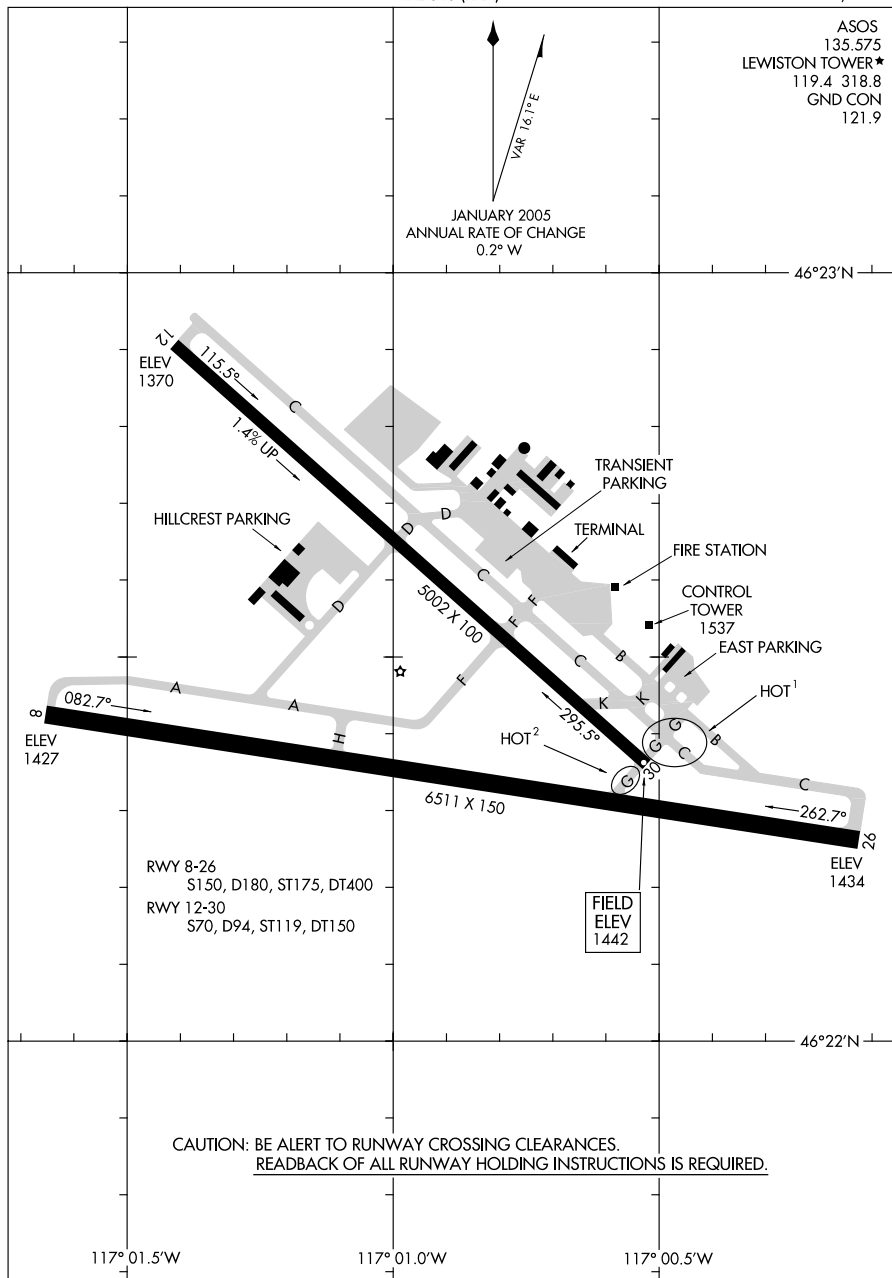 ASOS
135.575
LEWISTON TOWER★
119.4 318.8
GND CON
121.9
VAR 16.1° E
JANUARY 2005
ANNUAL RATE OF CHANGE
0.2° W
46°23'N
12
ELEV
1370
115.5°
C
1.4% UP
TRANSIENT
PARKING
HILLCREST PARKING
D
D
TERMINAL
FIRE STATION
C
CONTROL
TOWER
1537
D
5002 X 100
F
F
B
EAST PARKING
C
F
K
K
HOT 1
A
A
082.7°
8
ELEV
1427
H
295.5°
HOT 2
G
G
C
B
30
G
C
6511 X 150
262.7°
26
ELEV
1434
RWY 8-26
S150, D180, ST175, DT400
RWY 12-30
S70, D94, ST119, DT150
FIELD
ELEV
1442
46°22'N
CAUTION: BE ALERT TO RUNWAY CROSSING CLEARANCES.
READBACK OF ALL RUNWAY HOLDING INSTRUCTIONS IS REQUIRED.
117° 01.5'W
117° 01.0'W
117° 00.5'W